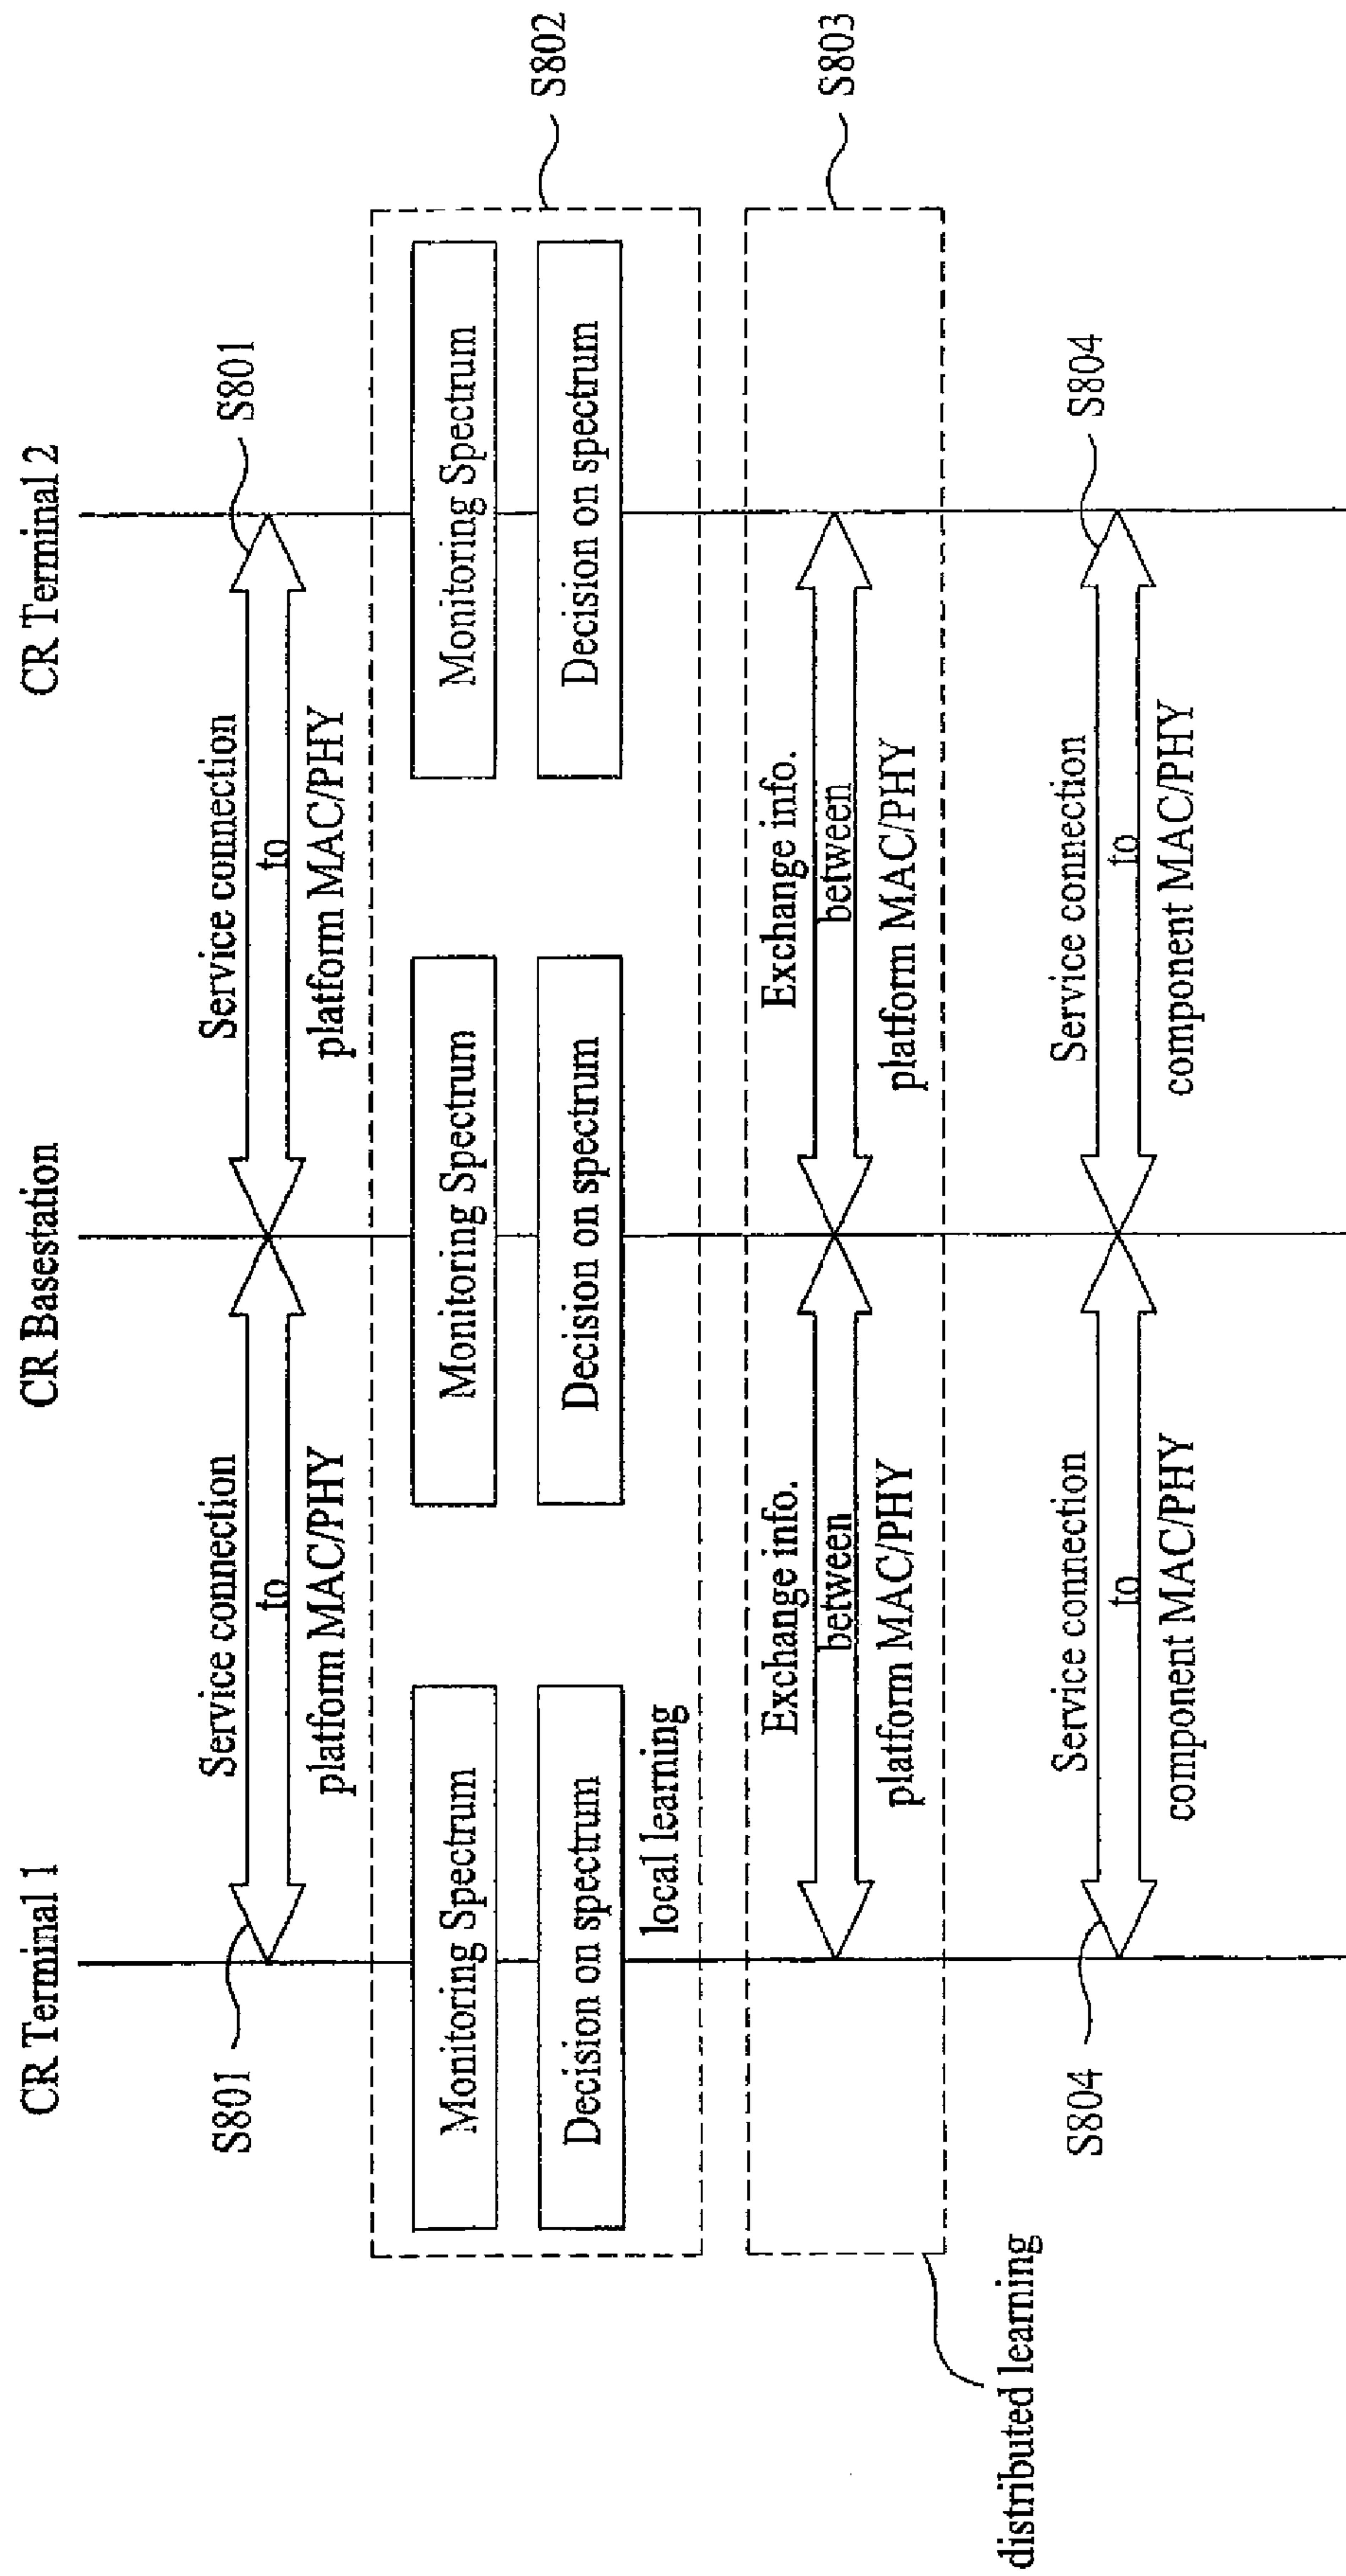 CR Terminal 1
CR Basestation
CR Terminal 2
S801
Service connection
to
platform MAC/PHY
Service connection
to
platform MAC/PHY
S801
Monitoring Spectrum
Monitoring Spectrum
Monitoring Spectrum
Decision on spectrum
Decision on spectrum
Decision on spectrum
local learning
S802
Exchange info.
between
platform MAC/PHY
Exchange info.
between
platform MAC/PHY
S803
distributed learning
S804
Service connection
to
component MAC/PHY
Service connection
to
component MAC/PHY
S804